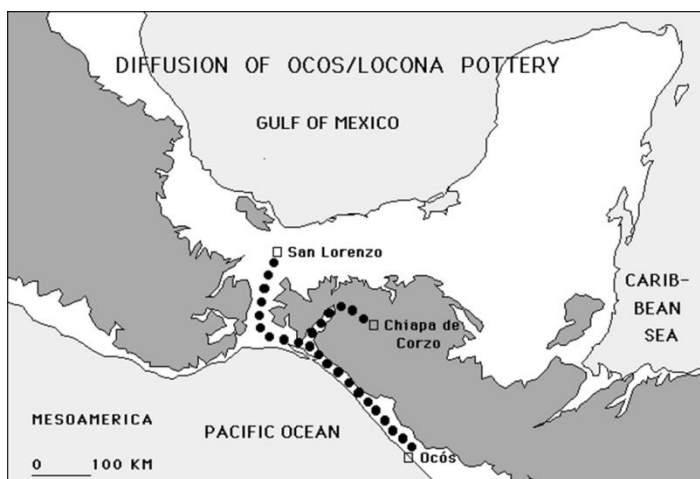 DIFFUSION OF OCOS/LOCONA POTTERY
GULF OF MEXICO
San Lorenzo
CARIB-
BEAN
SEA
Chiapa de
Corzo
MESOAMERICA
PACIFIC OCEAN
Ocós
0 100 KM